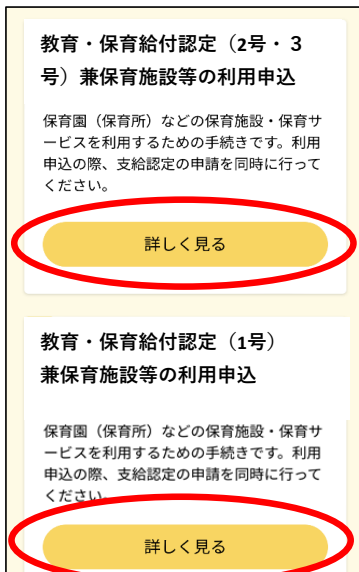 教育・保育給付認定（2号・３
号）兼保育施設等の利用申込
保育園（保育所）などの保育施設・保育サ
ービスを利用するための手続きです。利用
申込の際、支給認定の申請を同時に行って
ください。
詳しく見る
教育・保育給付認定（1号）
兼保育施設等の利用申込
保育園（保育所）などの保育施設・保育サ
ービスを利用するための手続きです。利用
申込の際、支給認定の申請を同時に行って
ください。
詳しく見る